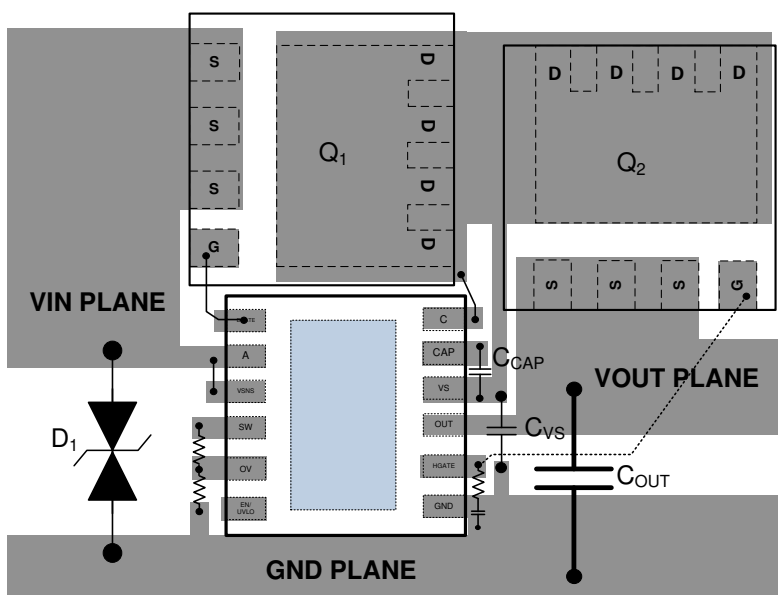 S
D
D
D
D
D
S
Q1
D
Q2
S
D
G
D
S
S
S
G
VIN PLANE
C
A
CAP
CCAP
VSNS
VS
VOUT PLANE
SW
OUT
CVS
D1
OV
HGATE
COUT
EN/
UVLO
GND
GND PLANE